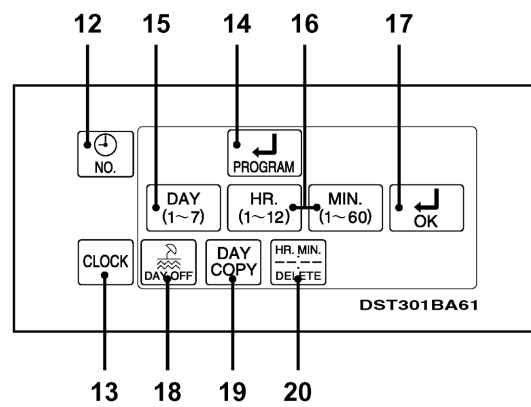 12 15 14 16 17
NO.
PROGRAM
DAY HR. MIN.
(1~7) (1~12) (1~60) OK
CLOCK DAY OFF DAY COPY HR. MIN.
--:--
DELETE
DST301BA61
13 18 19 20